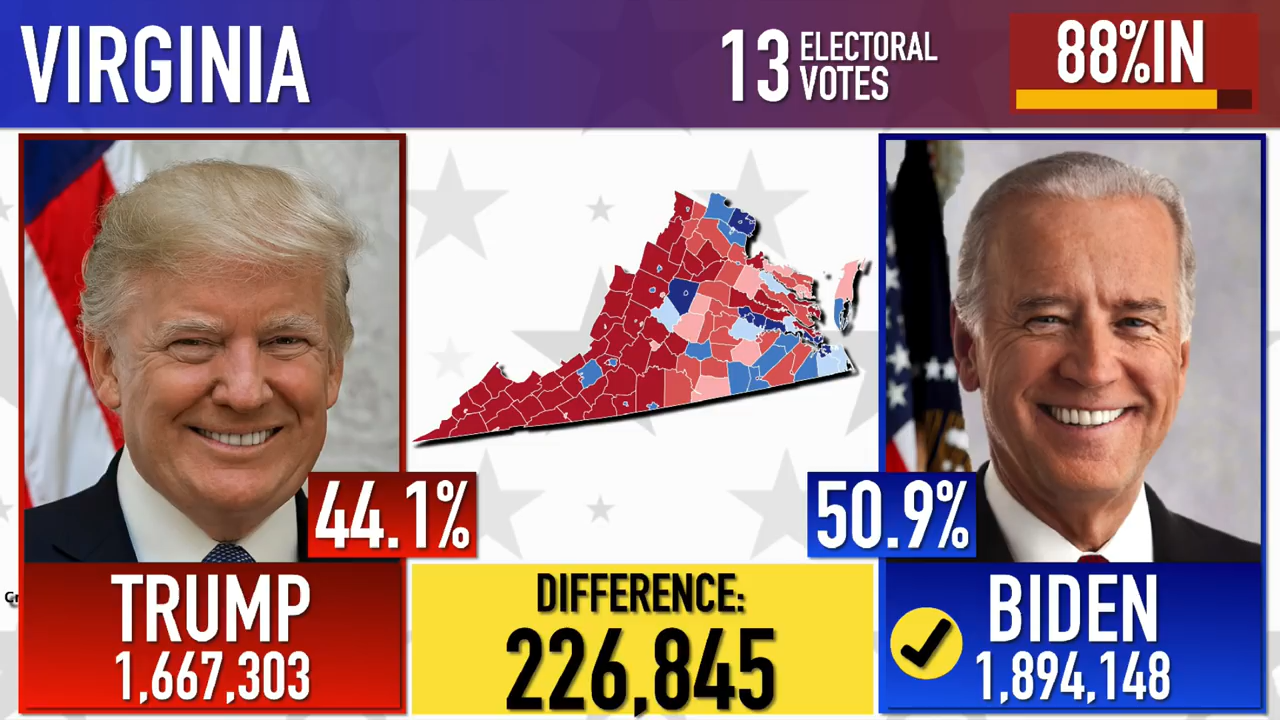 VIRGINIA
13 ELECTORAL
VOTES
88%IN
44.1%
50.9%
TRUMP
1,667,303
DIFFERENCE:
226,845
BIDEN
1,894,148